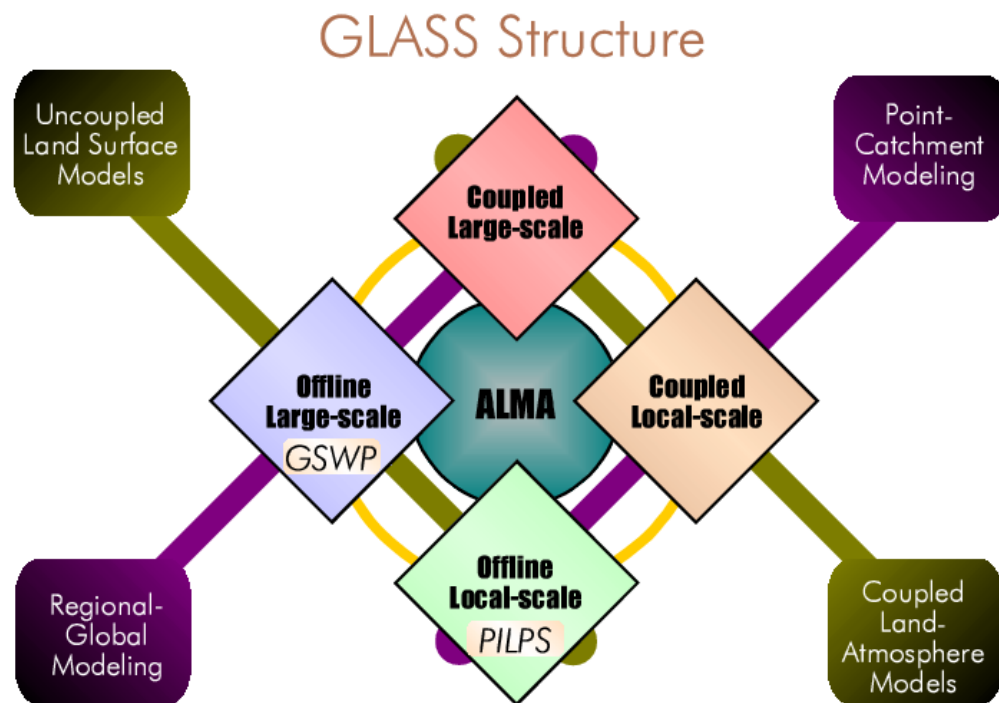 GLASS Structure
Uncoupled
Land Surface
Models
Point-
Catchment
Modeling
Coupled
Large-scale
Offline
Large-scale
GSWP
ALMA
Coupled
Local-scale
Offline
Local-scale
PILPS
Regional-
Global
Modeling
Coupled
Land-
Atmosphere
Models